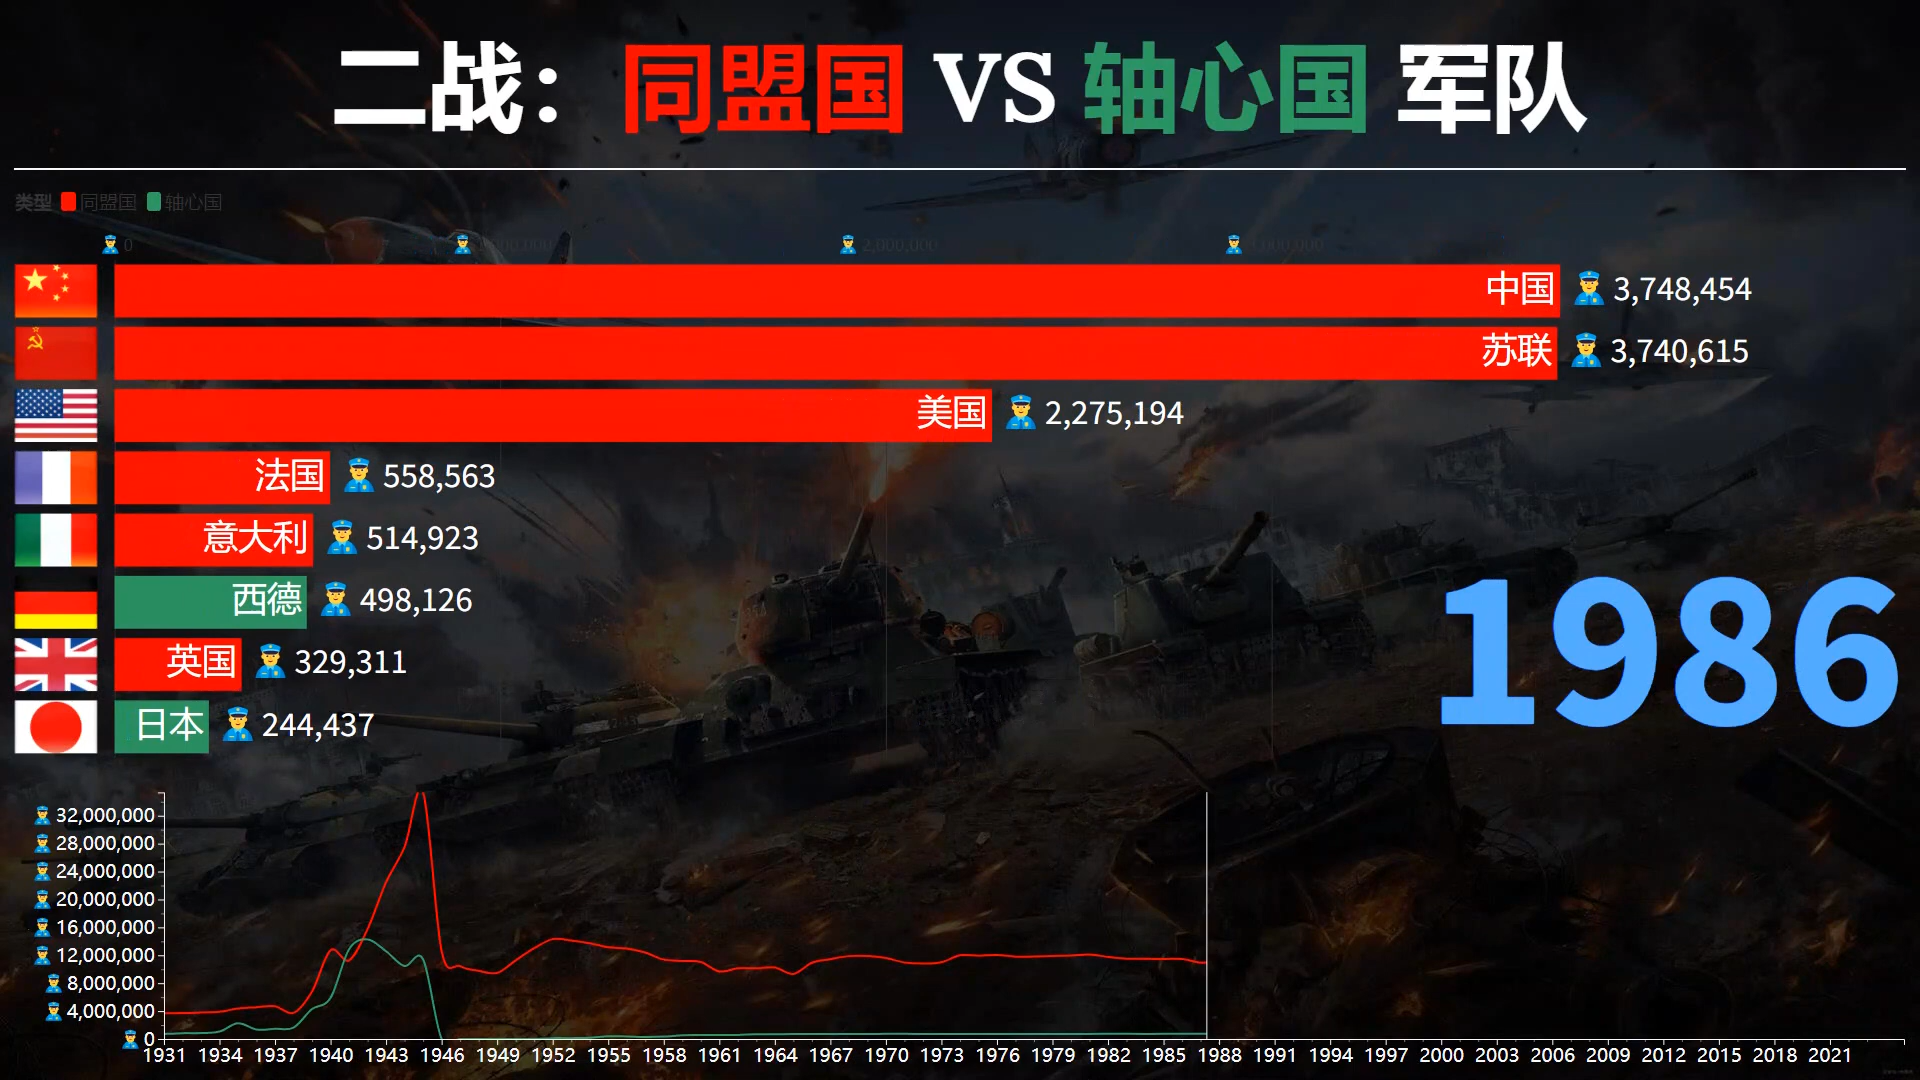 二战：同盟国 VS 轴心国 军队
类型 同盟国 轴心国
0 2,000,000
中国 3,748,454
苏联 3,740,615
美国 2,275,194
法国 558,563
意大利 514,923
西德 498,126
英国 329,311
日本 244,437
1986
32,000,000
28,000,000
24,000,000
20,000,000
16,000,000
12,000,000
8,000,000
4,000,000
0
1931 1934 1937 1940 1943 1946 1949 1952 1955 1958 1961 1964 1967 1970 1973 1976 1979 1982 1985 1988 1991 1994 1997 2000 2003 2006 2009 2012 2015 2018 2021